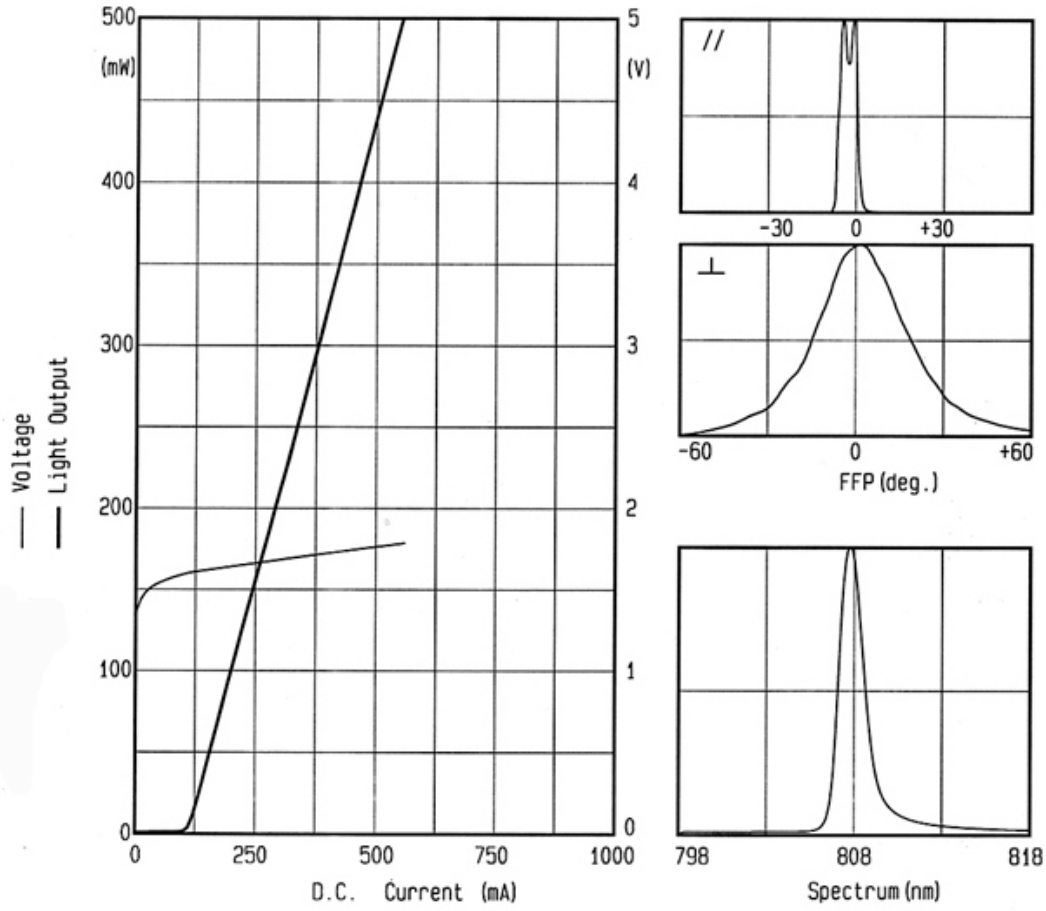 500
(mW)
400
300
200
100
0
5
(V)
4
3
2
1
0
0 250 500 750 1000
D.C. Current (mA)
Voltage
Light Output
//
-30 0 +30
⊥
-60 0 +60
FFP (deg.)
798 808 818
Spectrum (nm)